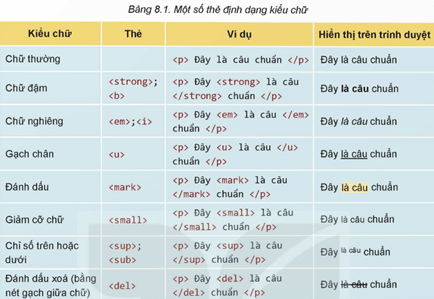 Bảng 8.1. Một số thẻ định dạng kiểu chữ
Kiểu chữ Thẻ Ví dụ Hiển thị trên trình duyệt
Chữ thường <p> Đây là câu chuẩn </p> Đây là câu chuẩn
Chữ đậm <strong>; <b> <p> Đây <strong> là câu </strong> chuẩn </p> Đây là câu chuẩn
Chữ nghiêng <em>;<i> <p> Đây <em> là câu </em> chuẩn </p> Đây là câu chuẩn
Gạch chân <u> <p> Đây <u> là câu </u> chuẩn </p> Đây là câu chuẩn
Đánh dấu <mark> <p> Đây <mark> là câu </mark> chuẩn </p> Đây là câu chuẩn
Giảm cỡ chữ <small> <p> Đây <small> là câu </small> chuẩn </p> Đây là câu chuẩn
Chỉ số trên hoặc dưới <sup>; <sub> <p> Đây <sup> là câu </sup> chuẩn </p> Đây là câu chuẩn
Đánh dấu xoá (bằng nét gạch giữa chữ) <del> <p> Đây <del> là câu </del> chuẩn </p> Đây là câu chuẩn